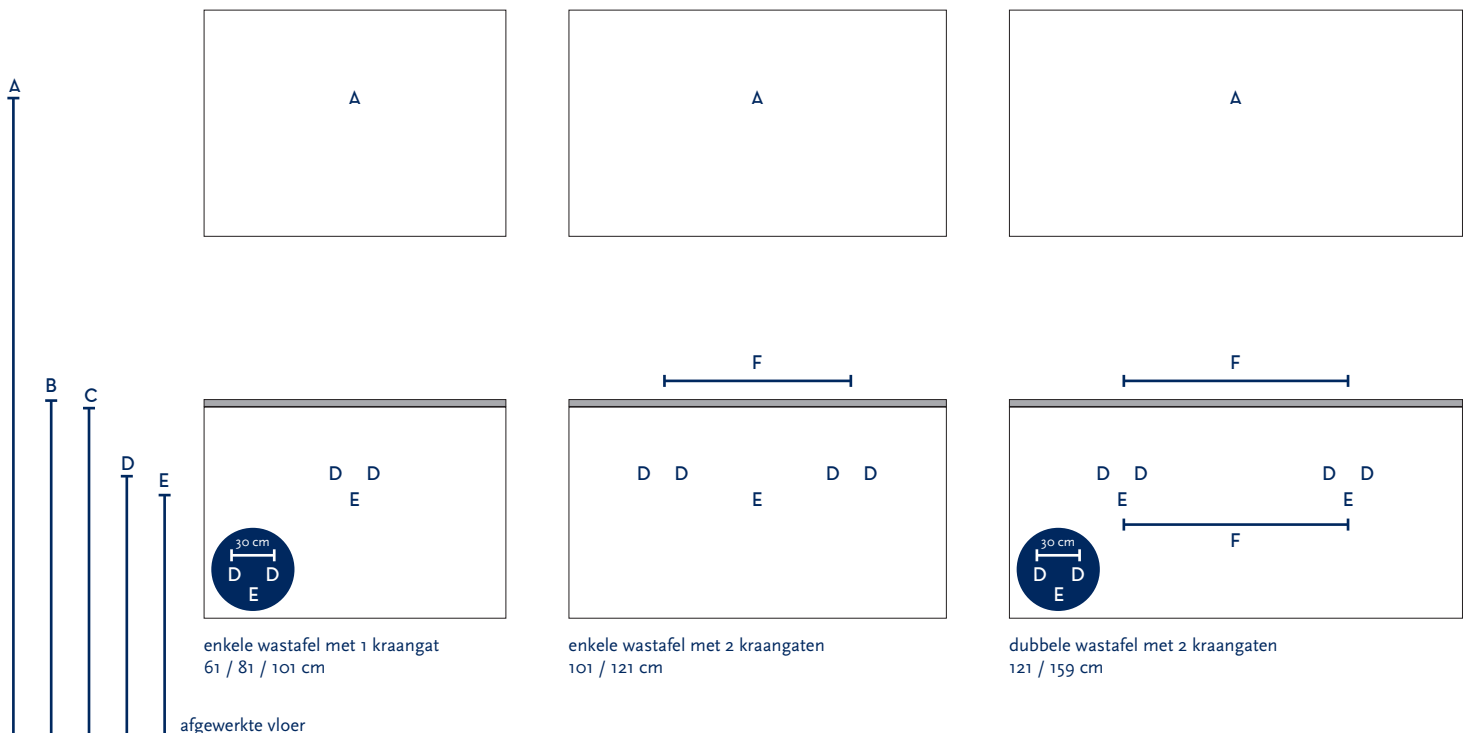 A
A
A
A
F
F
B
C
D
D D
D D
D D
D D
D D
E
E
E
E
E
F
30 cm
D D
E
30 cm
D D
E
enkele wastafel met 1 kraangat
61 / 81 / 101 cm
enkele wastafel met 2 kraangaten
101 / 121 cm
dubbele wastafel met 2 kraangaten
121 / 159 cm
afgewerkte vloer